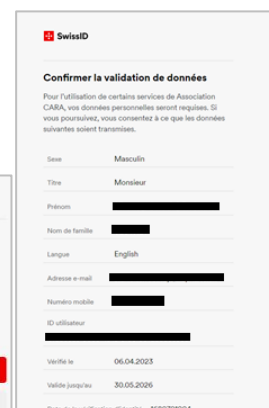 SwissID
Confirmer la validation de données
Pour l'utilisation de certains services de Association
CARA, vos données personnelles seront requises. Si
vous poursuivez, vous consentez à ce que les données
suivantes soient transmises.
Sexe Masculin
Titre Monsieur
Prénom
Nom de famille
Langue English
Adresse e-mail
Numéro mobile
ID utilisateur
Vérifié le 06.04.2023
Valide jusqu'au 30.05.2026